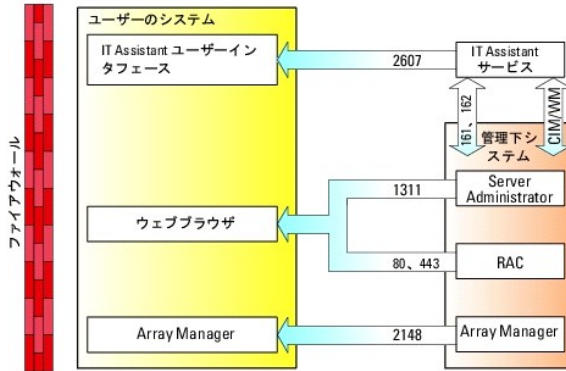 ファイアウォール
ユーザーのシステム
IT Assistant ユーザーイン
タフェース
2607
IT Assistant
サービス
161、162
CIM/WM
管理下シ
ステム
1311
Server
Administrator
ウェブブラウザ
80、443
RAC
Array Manager
2148
Array Manager